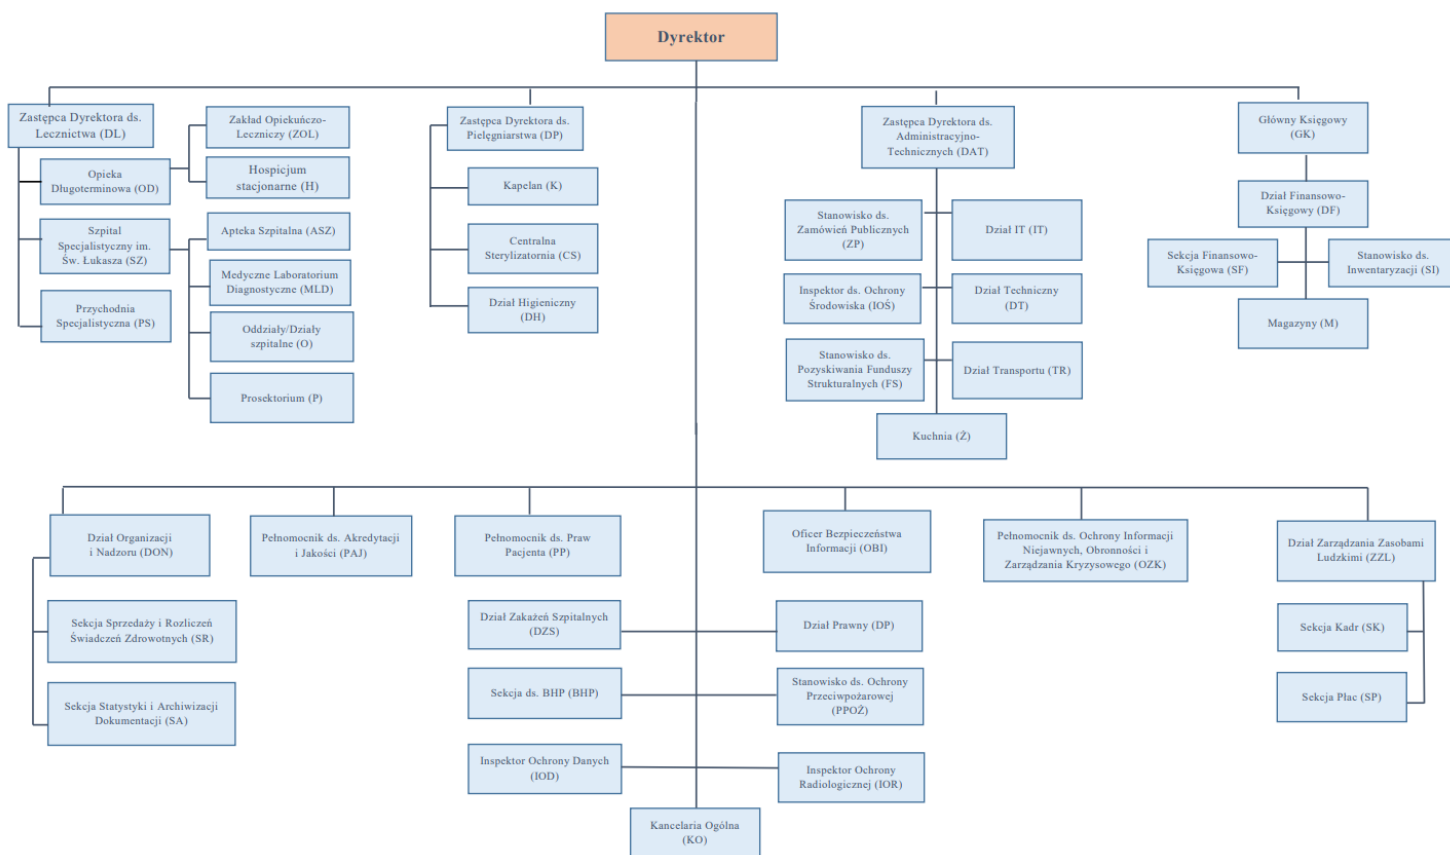 Dyrektor
Zastępca Dyrektora ds.
Lecznictwa (DL)
Opieka
Długoterminowa (OD)
Szpital
Specjalistyczny im.
Św. Łukasza (SZ)
Przychodnia
Specjalistyczna (PS)
Zakład Opiekuńczo-
Leczniczy (ZOL)
Hospicjum
stacjonarne (H)
Apteka Szpitalna (ASZ)
Medyczne Laboratorium
Diagnostyczne (MLD)
Oddziały/Działy
szpitalne (O)
Prosektorium (P)
Zastępca Dyrektora ds.
Pielęgniarstwa (DP)
Kapelan (K)
Centralna
Sterylizatornia (CS)
Dział Higieniczny
(DH)
Zastępca Dyrektora ds.
Administracyjno-
Technicznych (DAT)
Stanowisko ds.
Zamówień Publicznych
(ZP)
Dział IT (IT)
Inspektor ds. Ochrony
Środowiska (IOŚ)
Dział Techniczny
(DT)
Stanowisko ds.
Pozyskiwania Funduszy
Strukturalnych (FS)
Dział Transportu (TR)
Kuchnia (Ż)
Główny Księgowy
(GK)
Dział Finansowo-
Księgowy (DF)
Sekcja Finansowo-
Księgowa (SF)
Stanowisko ds.
Inwentaryzacji (SI)
Magazyny (M)
Dział Organizacji
i Nadzoru (DON)
Sekcja Sprzedaży i Rozliczeń
Świadczeń Zdrowotnych (SR)
Sekcja Statystyki i Archiwizacji
Dokumentacji (SA)
Pełnomocnik ds. Akredytacji
i Jakości (PAJ)
Pełnomocnik ds. Praw
Pacjenta (PP)
Oficer Bezpieczeństwa
Informacji (OBI)
Pełnomocnik ds. Ochrony Informacji
Niejawnych, Obronności i
Zarządzania Kryzysowego (OZK)
Dział Zarządzania Zasobami
Ludzkimi (ZZL)
Sekcja Kadr (SK)
Sekcja Płac (SP)
Dział Zakażeń Szpitalnych
(DZS)
Dział Prawny (DP)
Sekcja ds. BHP (BHP)
Stanowisko ds. Ochrony
Przeciwpożarowej
(PPOŻ)
Inspektor Ochrony Danych
(IOD)
Inspektor Ochrony
Radiologicznej (IOR)
Kancelaria Ogólna
(KO)